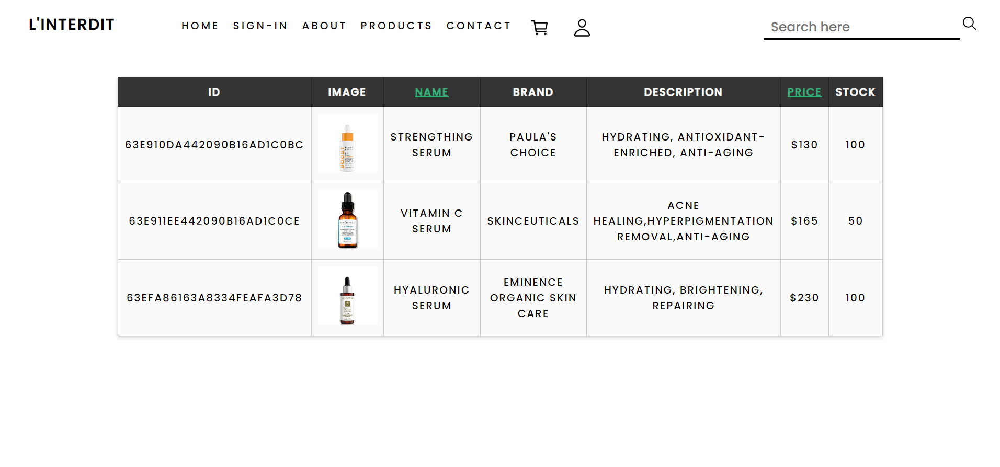 L'INTERDIT
HOME SIGN-IN ABOUT PRODUCTS CONTACT
Search here
ID IMAGE NAME BRAND DESCRIPTION PRICE STOCK
63E910DA442090B16AD1C0BC
BOOST
STRENGTHING
SERUM
PAULA'S
CHOICE
HYDRATING, ANTIOXIDANT-
ENRICHED, ANTI-AGING
$130
100
63E911EE442090B16AD1C0CE
VITAMIN C
SERUM
SKINCEUTICALS
ACNE
HEALING,HYPERPIGMENTATION
REMOVAL,ANTI-AGING
$165
50
63EFA86163A8334FEAFA3D78
HYALURONIC
SERUM
EMINENCE
ORGANIC SKIN
CARE
HYDRATING, BRIGHTENING,
REPAIRING
$230
100